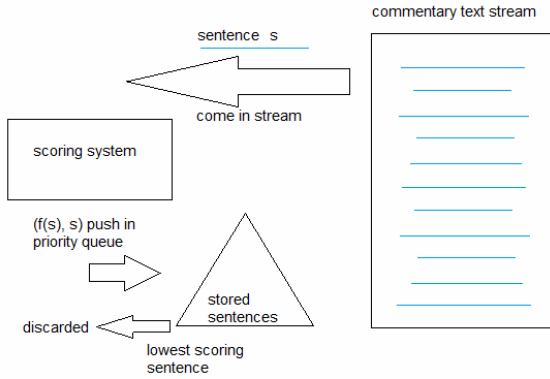 commentary text stream
sentence s
come in stream
scoring system
(f(s), s) push in
priority queue
stored
sentences
discarded
lowest scoring
sentence